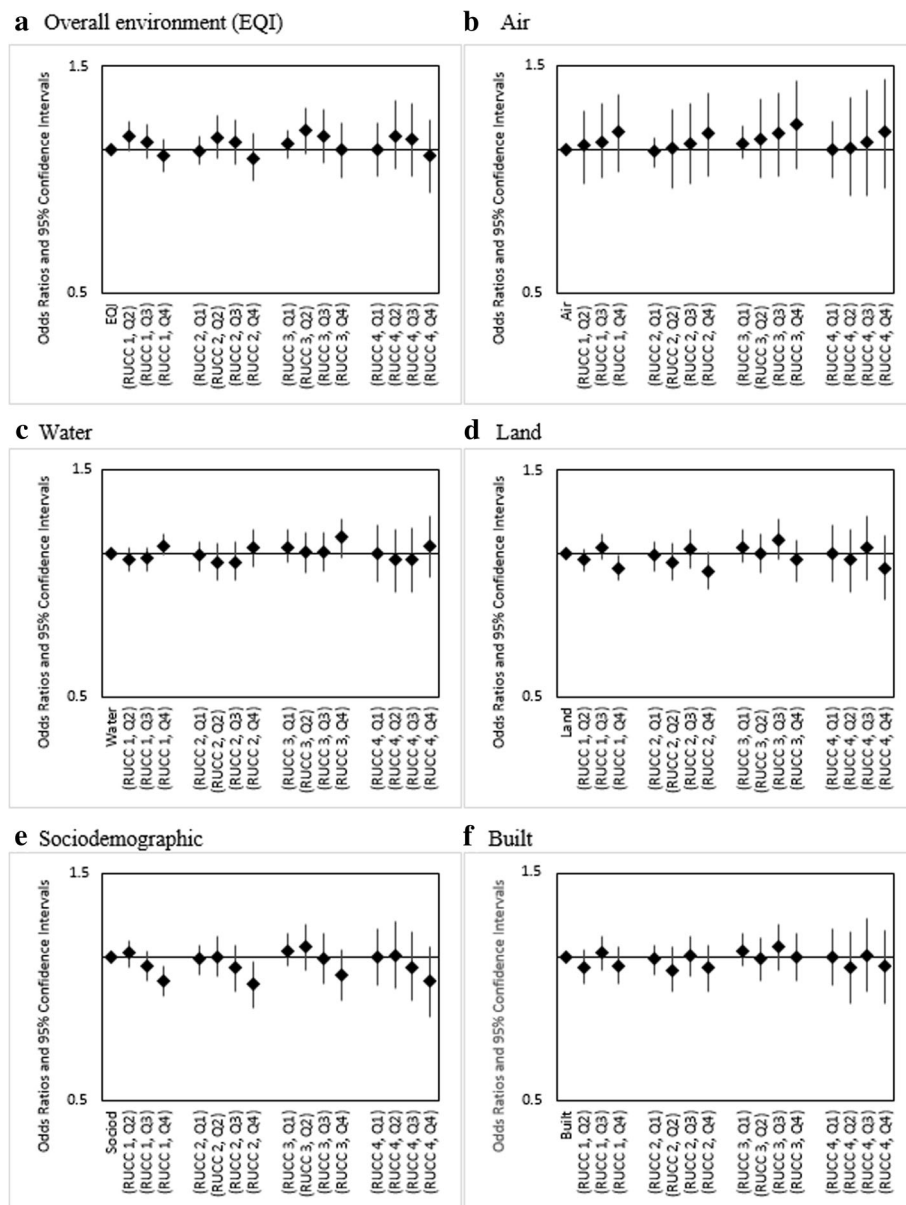 a Overall environment (EQI)
Odds Ratios and 95% Confidence Intervals
1.5
0.5
EQI
(RUCC 1, Q2)
(RUCC 1, Q3)
(RUCC 1, Q4)
(RUCC 2, Q1)
(RUCC 2, Q2)
(RUCC 2, Q3)
(RUCC 2, Q4)
(RUCC 3, Q1)
(RUCC 3, Q2)
(RUCC 3, Q3)
(RUCC 3, Q4)
(RUCC 4, Q1)
(RUCC 4, Q2)
(RUCC 4, Q3)
(RUCC 4, Q4)
b Air
Odds Ratios and 95% Confidence Intervals
1.5
0.5
Air
(RUCC 1, Q2)
(RUCC 1, Q3)
(RUCC 1, Q4)
(RUCC 2, Q1)
(RUCC 2, Q2)
(RUCC 2, Q3)
(RUCC 2, Q4)
(RUCC 3, Q1)
(RUCC 3, Q2)
(RUCC 3, Q3)
(RUCC 3, Q4)
(RUCC 4, Q1)
(RUCC 4, Q2)
(RUCC 4, Q3)
(RUCC 4, Q4)
c Water
Odds Ratios and 95% Confidence Intervals
1.5
0.5
Water
(RUCC 1, Q2)
(RUCC 1, Q3)
(RUCC 1, Q4)
(RUCC 2, Q1)
(RUCC 2, Q2)
(RUCC 2, Q3)
(RUCC 2, Q4)
(RUCC 3, Q1)
(RUCC 3, Q2)
(RUCC 3, Q3)
(RUCC 3, Q4)
(RUCC 4, Q1)
(RUCC 4, Q2)
(RUCC 4, Q3)
(RUCC 4, Q4)
d Land
Odds Ratios and 95% Confidence Intervals
1.5
0.5
Land
(RUCC 1, Q2)
(RUCC 1, Q3)
(RUCC 1, Q4)
(RUCC 2, Q1)
(RUCC 2, Q2)
(RUCC 2, Q3)
(RUCC 2, Q4)
(RUCC 3, Q1)
(RUCC 3, Q2)
(RUCC 3, Q3)
(RUCC 3, Q4)
(RUCC 4, Q1)
(RUCC 4, Q2)
(RUCC 4, Q3)
(RUCC 4, Q4)
e Sociodemographic
Odds Ratios and 95% Confidence Intervals
1.5
0.5
Sociod
(RUCC 1, Q2)
(RUCC 1, Q3)
(RUCC 1, Q4)
(RUCC 2, Q1)
(RUCC 2, Q2)
(RUCC 2, Q3)
(RUCC 2, Q4)
(RUCC 3, Q1)
(RUCC 3, Q2)
(RUCC 3, Q3)
(RUCC 3, Q4)
(RUCC 4, Q1)
(RUCC 4, Q2)
(RUCC 4, Q3)
(RUCC 4, Q4)
f Built
Odds Ratios and 95% Confidence Intervals
1.5
0.5
Built
(RUCC 1, Q2)
(RUCC 1, Q3)
(RUCC 1, Q4)
(RUCC 2, Q1)
(RUCC 2, Q2)
(RUCC 2, Q3)
(RUCC 2, Q4)
(RUCC 3, Q1)
(RUCC 3, Q2)
(RUCC 3, Q3)
(RUCC 3, Q4)
(RUCC 4, Q1)
(RUCC 4, Q2)
(RUCC 4, Q3)
(RUCC 4, Q4)